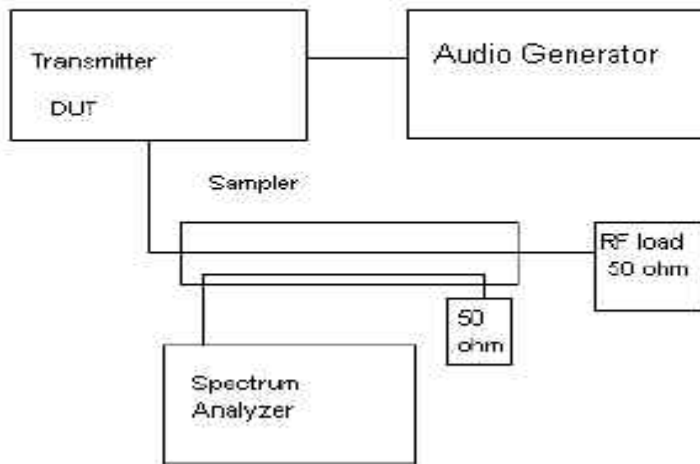 Transmitter
DUT
Audio Generator
Sampler
RF load
50 ohm
50
ohm
Spectrum
Analyzer